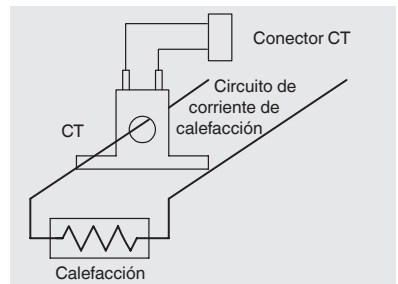 Conector CT
Circuito de
corriente de
calefacción
CT
Calefacción